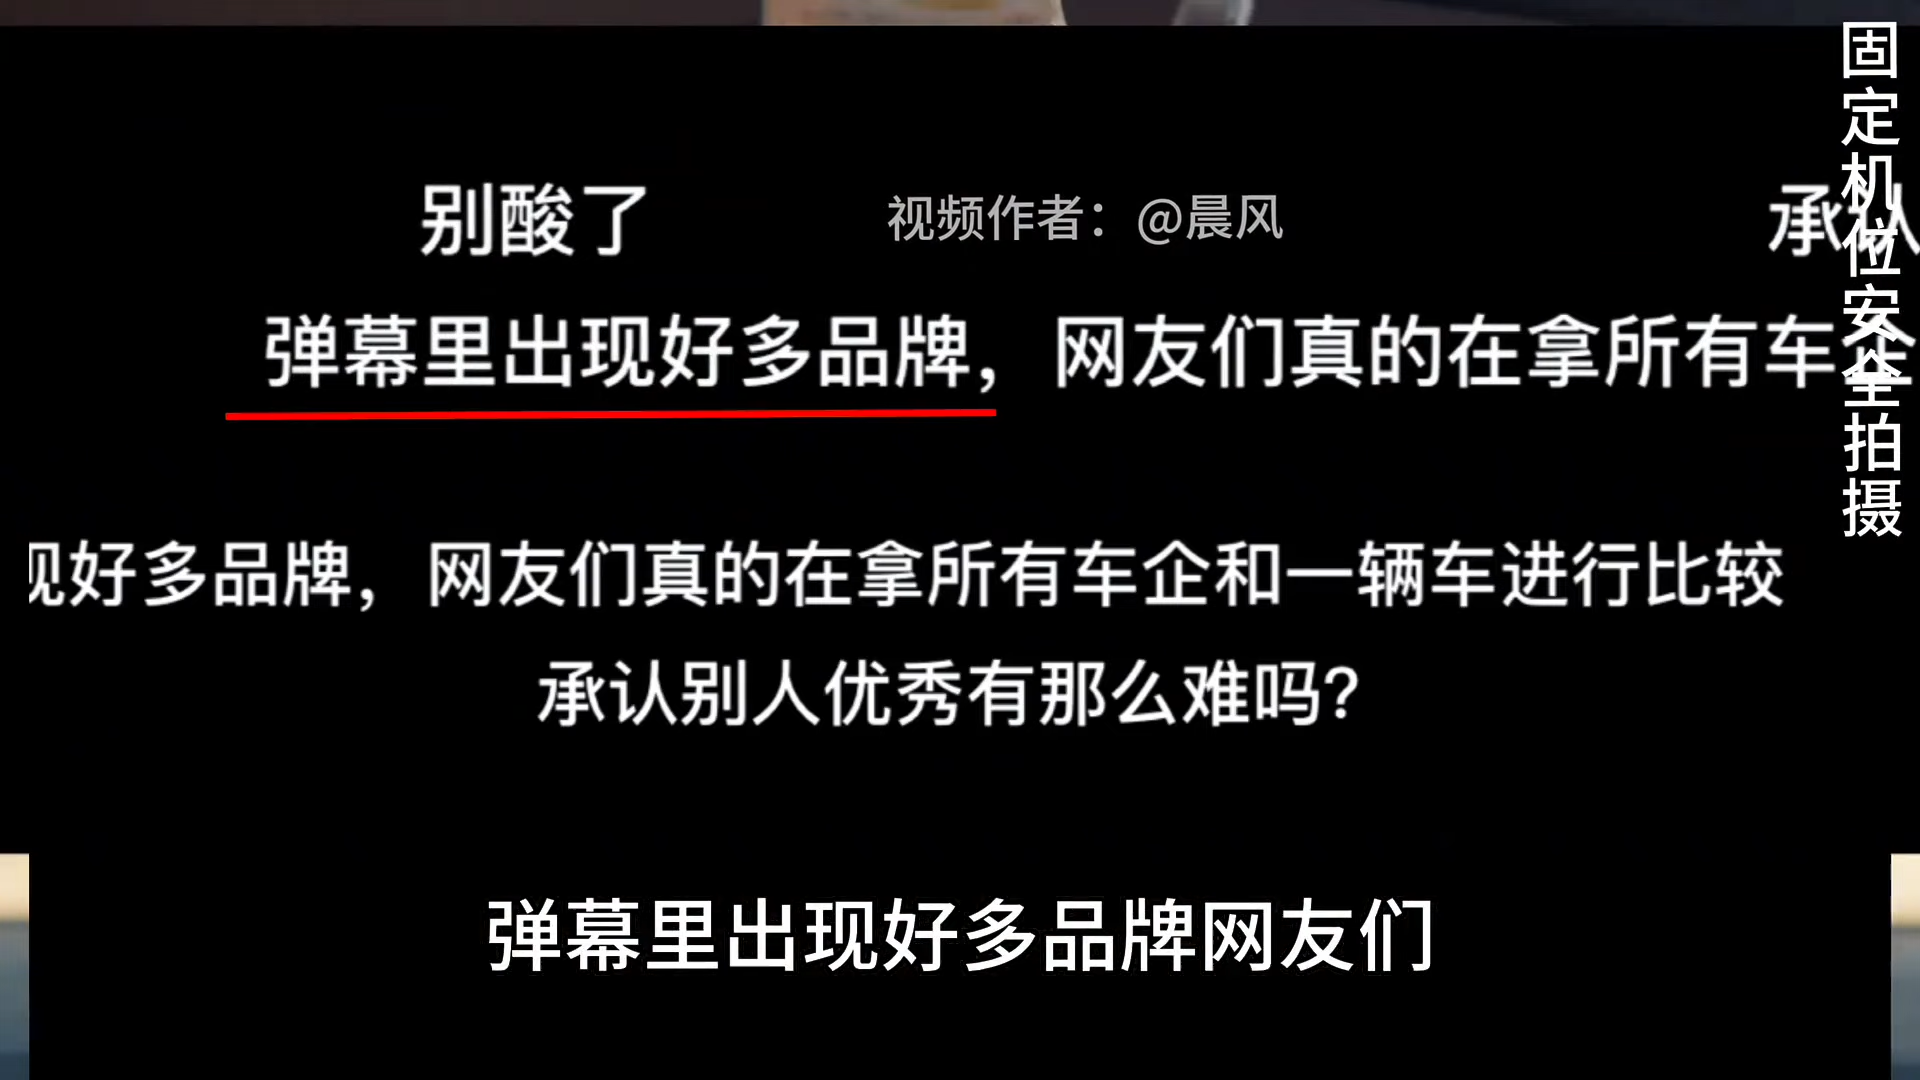 别酸了
视频作者：@晨风
承认
弹幕里出现好多品牌，网友们真的在拿所有车企
现好多品牌，网友们真的在拿所有车企和一辆车进行比较
承认别人优秀有那么难吗？
弹幕里出现好多品牌网友们
固定机位安全拍摄